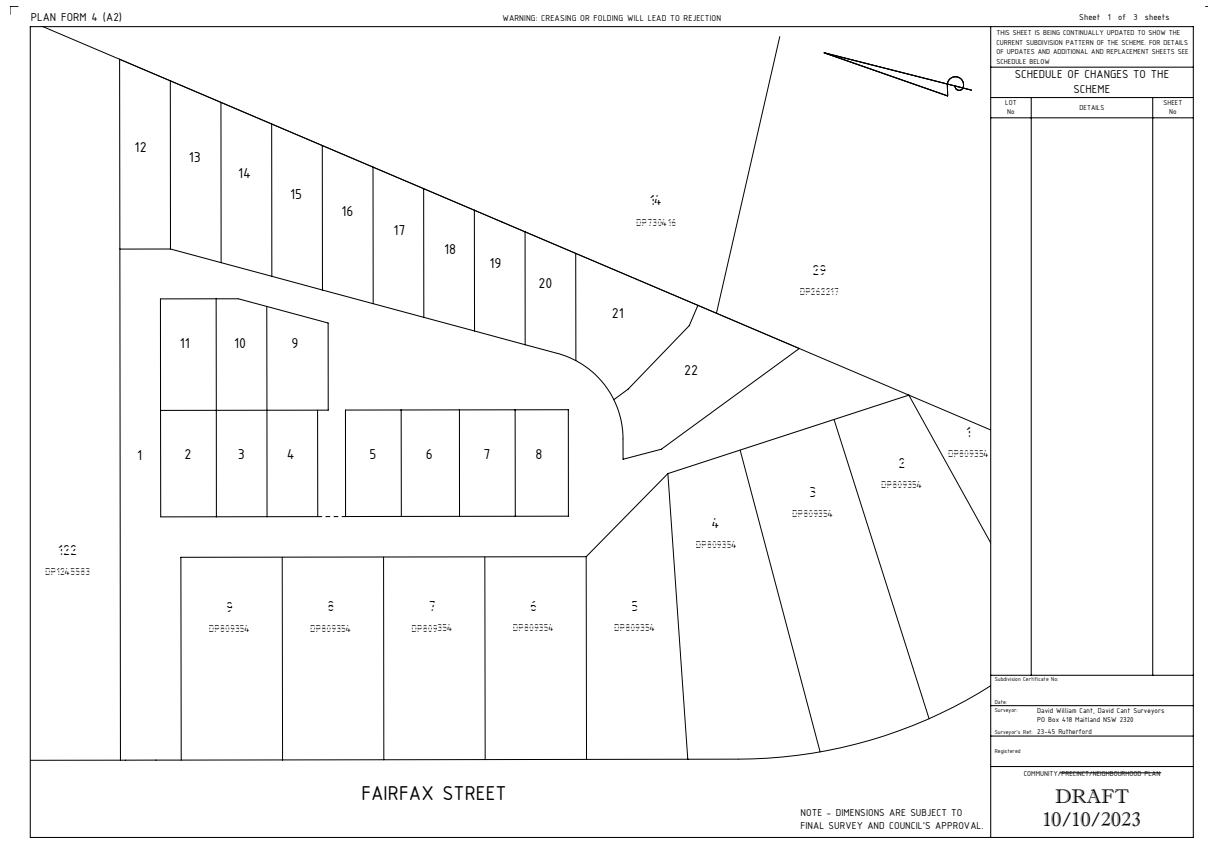 PLAN FORM 4 (A2)
WARNING: CREASING OR FOLDING WILL LEAD TO REJECTION
Sheet 1 of 3 sheets
THIS SHEET IS BEING CONTINUALLY UPDATED TO SHOW THE
CURRENT SUBDIVISION PATTERN OF THE SCHEME. FOR DETAILS
OF UPDATES AND ADDITIONAL AND REPLACEMENT SHEETS SEE
SCHEDULE BELOW
SCHEDULE OF CHANGES TO THE
SCHEME
LOT
No
DETAILS
SHEET
No
12
13
14
15
16
17
18
19
20
21
22
14
DP730416
29
DP262217
11
10
9
1
2
3
4
5
6
7
8
1
DP809354
2
DP809354
3
DP809354
4
DP809354
122
DP1245583
9
DP809354
8
DP809354
7
DP809354
6
DP809354
5
DP809354
FAIRFAX STREET
NOTE - DIMENSIONS ARE SUBJECT TO
FINAL SURVEY AND COUNCIL'S APPROVAL.
Subdivision Certificate No:
Date:
Surveyor: David William Cant, David Cant Surveyors
PO Box 418 Maitland NSW 2320
Surveyor's Ref: 23-45 Rutherford
Registered
COMMUNITY/PRECINCT/NEIGHBOURHOOD PLAN
DRAFT
10/10/2023